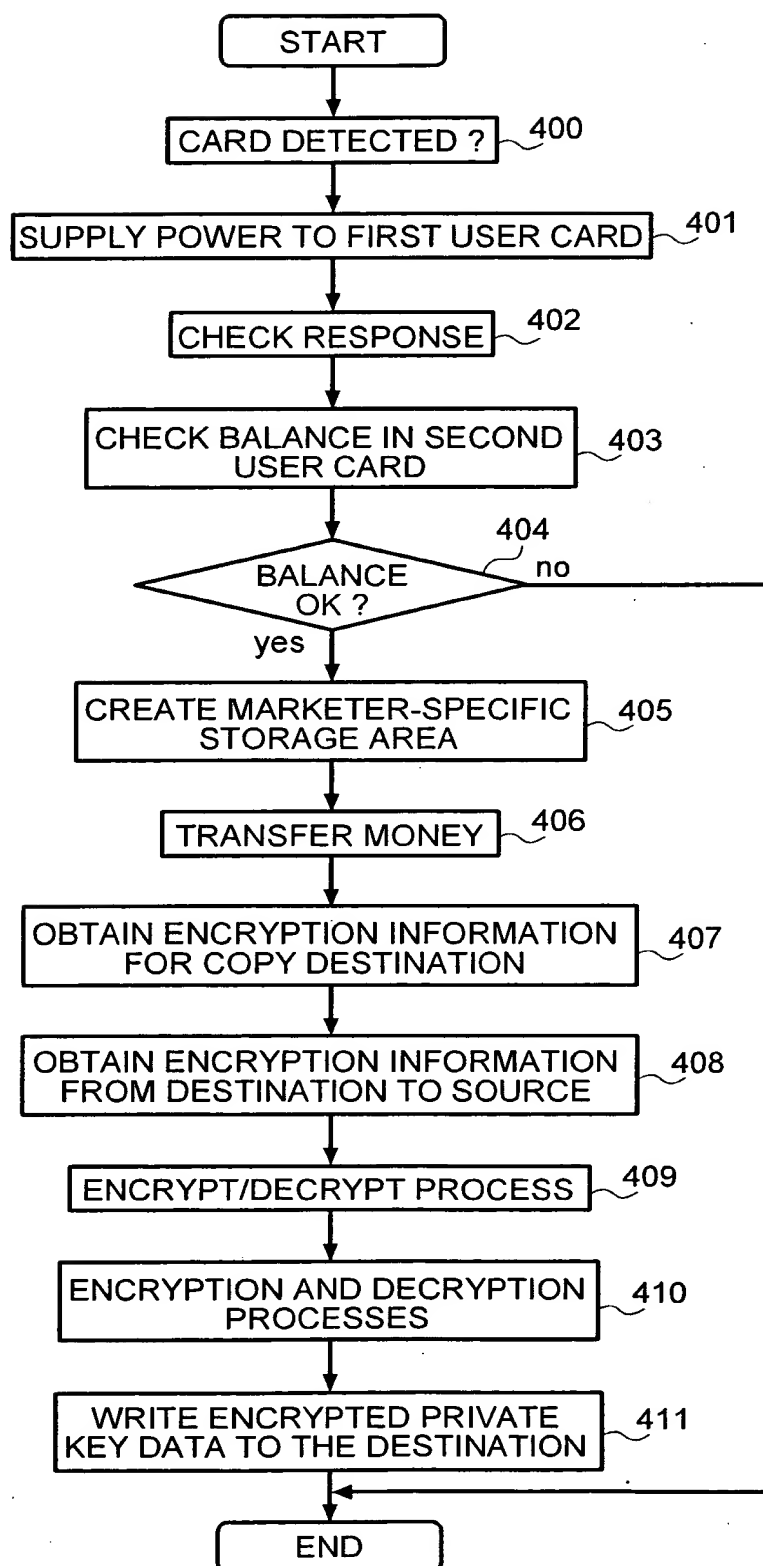 START
CARD DETECTED ?
400
SUPPLY POWER TO FIRST USER CARD
401
CHECK RESPONSE
402
CHECK BALANCE IN SECOND
USER CARD
403
BALANCE
OK ?
404
no
yes
CREATE MARKETER-SPECIFIC
STORAGE AREA
405
TRANSFER MONEY
406
OBTAIN ENCRYPTION INFORMATION
FOR COPY DESTINATION
407
OBTAIN ENCRYPTION INFORMATION
FROM DESTINATION TO SOURCE
408
ENCRYPT/DECRYPT PROCESS
409
ENCRYPTION AND DECRYPTION
PROCESSES
410
WRITE ENCRYPTED PRIVATE
KEY DATA TO THE DESTINATION
411
END